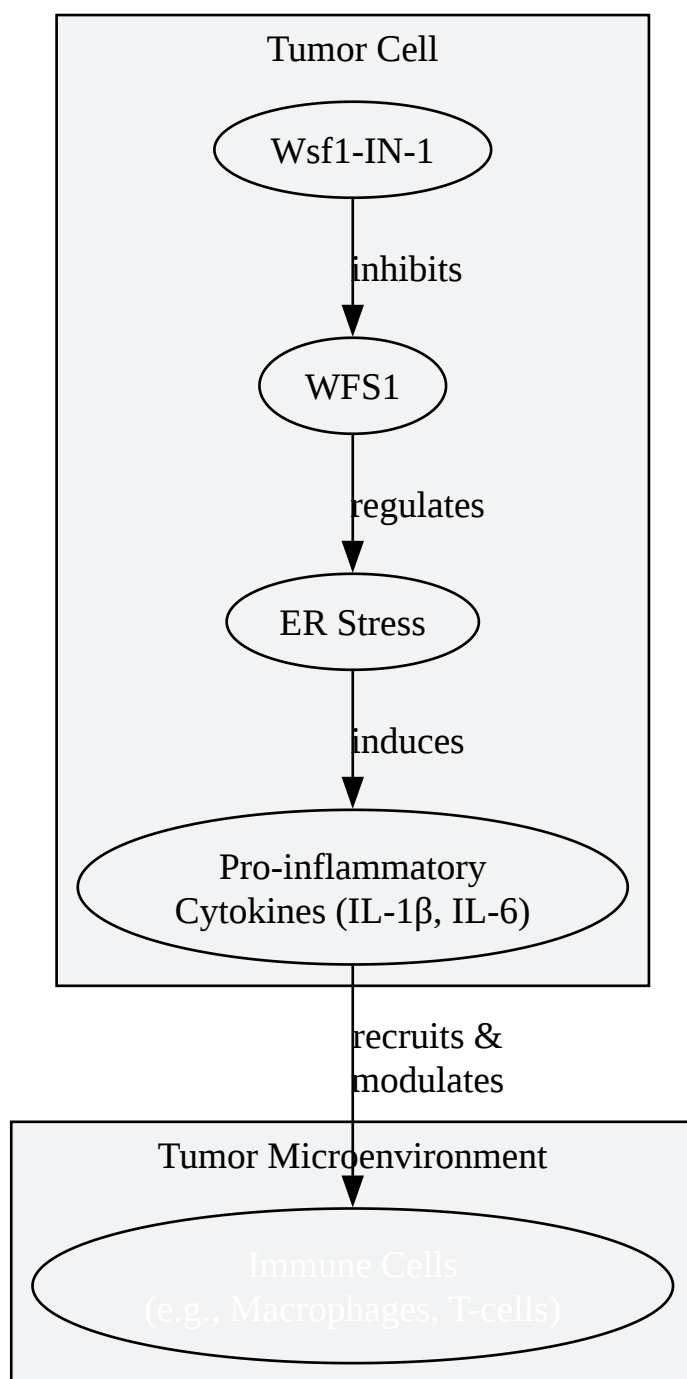 Tumor Cell
Wsf1-IN-1
inhibits
WFS1
regulates
ER Stress
induces
Pro-inflammatory
Cytokines (IL-1β, IL-6)
recruits &
modulates
Tumor Microenvironment
Immune Cells
(e.g., Macrophages, T-cells)